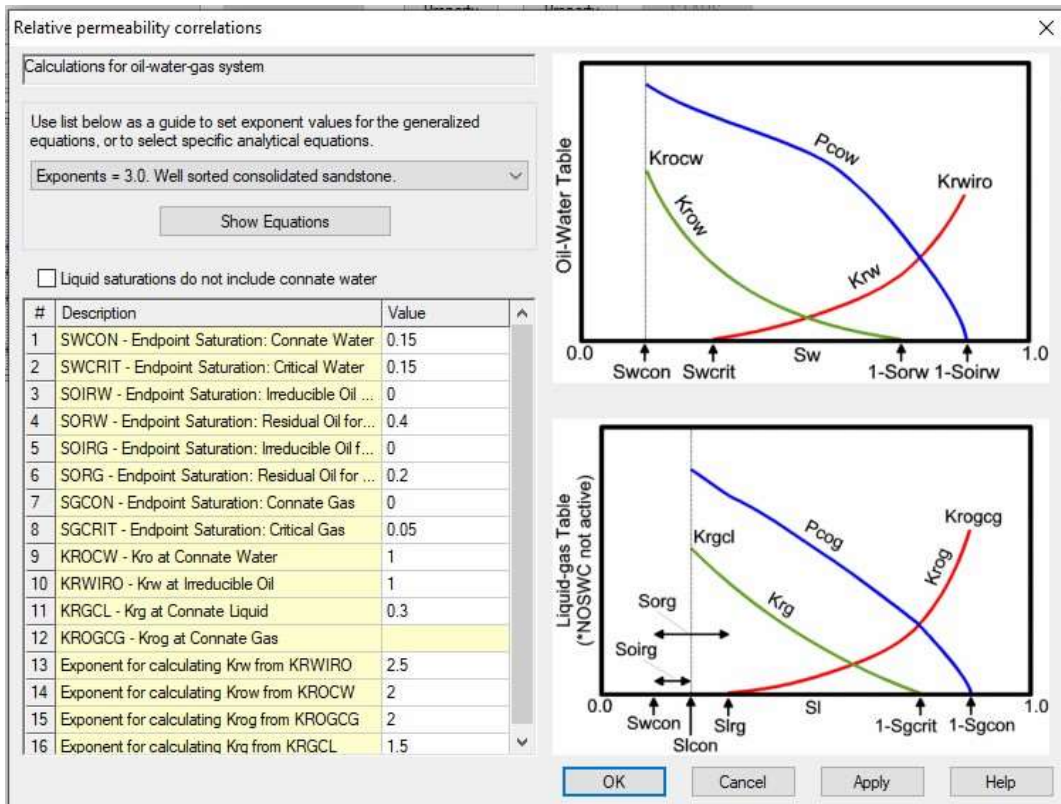 Property
Property
Relative permeability correlations
Calculations for oil-water-gas system
Use list below as a guide to set exponent values for the generalized
equations, or to select specific analytical equations.
Exponents = 3.0. Well sorted consolidated sandstone.
Show Equations
Liquid saturations do not include connate water
# Description Value
1 SWCON - Endpoint Saturation: Connate Water 0.15
2 SWCRIT - Endpoint Saturation: Critical Water 0.15
3 SOIRW - Endpoint Saturation: Irreducible Oil ... 0
4 SORW - Endpoint Saturation: Residual Oil for... 0.4
5 SOIRG - Endpoint Saturation: Irreducible Oil f... 0
6 SORG - Endpoint Saturation: Residual Oil for ... 0.2
7 SGCON - Endpoint Saturation: Connate Gas 0
8 SGCRIT - Endpoint Saturation: Critical Gas 0.05
9 KROCW - Kro at Connate Water 1
10 KRWIRO - Krw at Irreducible Oil 1
11 KRGCL - Krg at Connate Liquid 0.3
12 KROGCG - Krog at Connate Gas
13 Exponent for calculating Krw from KRWIRO 2.5
14 Exponent for calculating Krow from KROCW 2
15 Exponent for calculating Krog from KROGCG 2
16 Exponent for calculating Krg from KRGCL 1.5
Oil-Water Table
Krocw
Pcow
Krwiro
Krow
Krw
0.0
Sw
1.0
Swcon Swcrit 1-Sorw 1-Soirw
Liquid-gas Table
(*NOSWC not active)
Krgcl
Pcog
Krogcg
Krog
Krg
Sorg
Soirg
0.0
Sl
1.0
Swcon Slrg 1-Sgcrit 1-Sgcon
Slcon
OK Cancel Apply Help